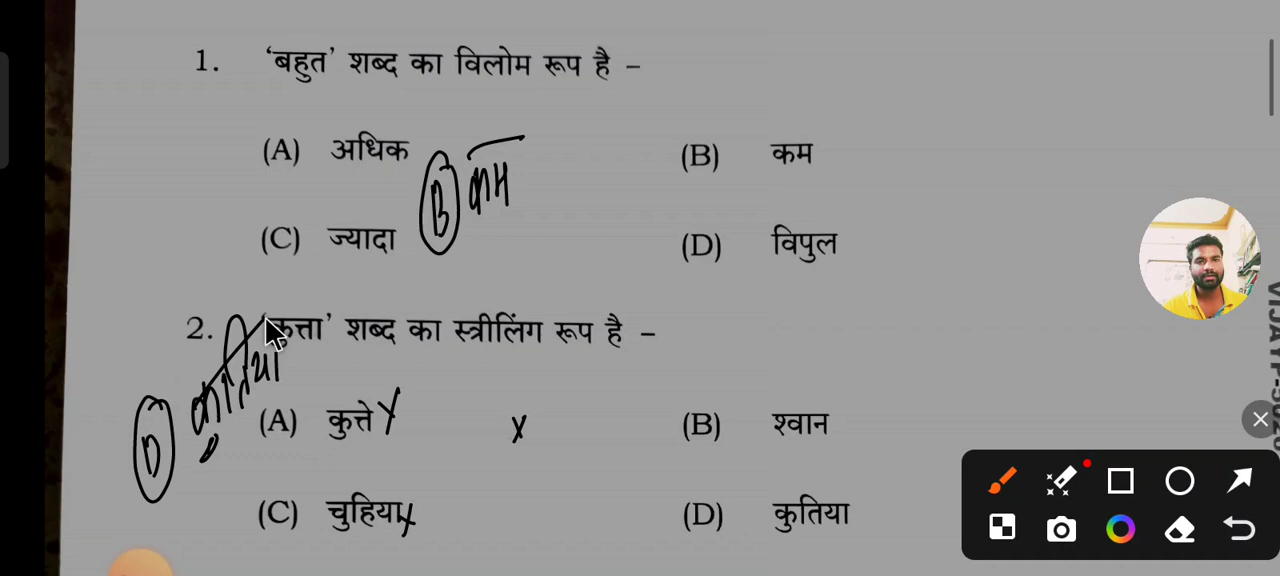 1. ‘बहुत’ शब्द का विलोम रूप है –
(A) अधिक (B) कम
(B) कम
(C) ज्यादा (D) विपुल
2. ‘कुत्ता’ शब्द का स्त्रीलिंग रूप है –
(D) कुतिया
(A) कुत्ते (B) श्वान
(C) चुहिया (D) कुतिया